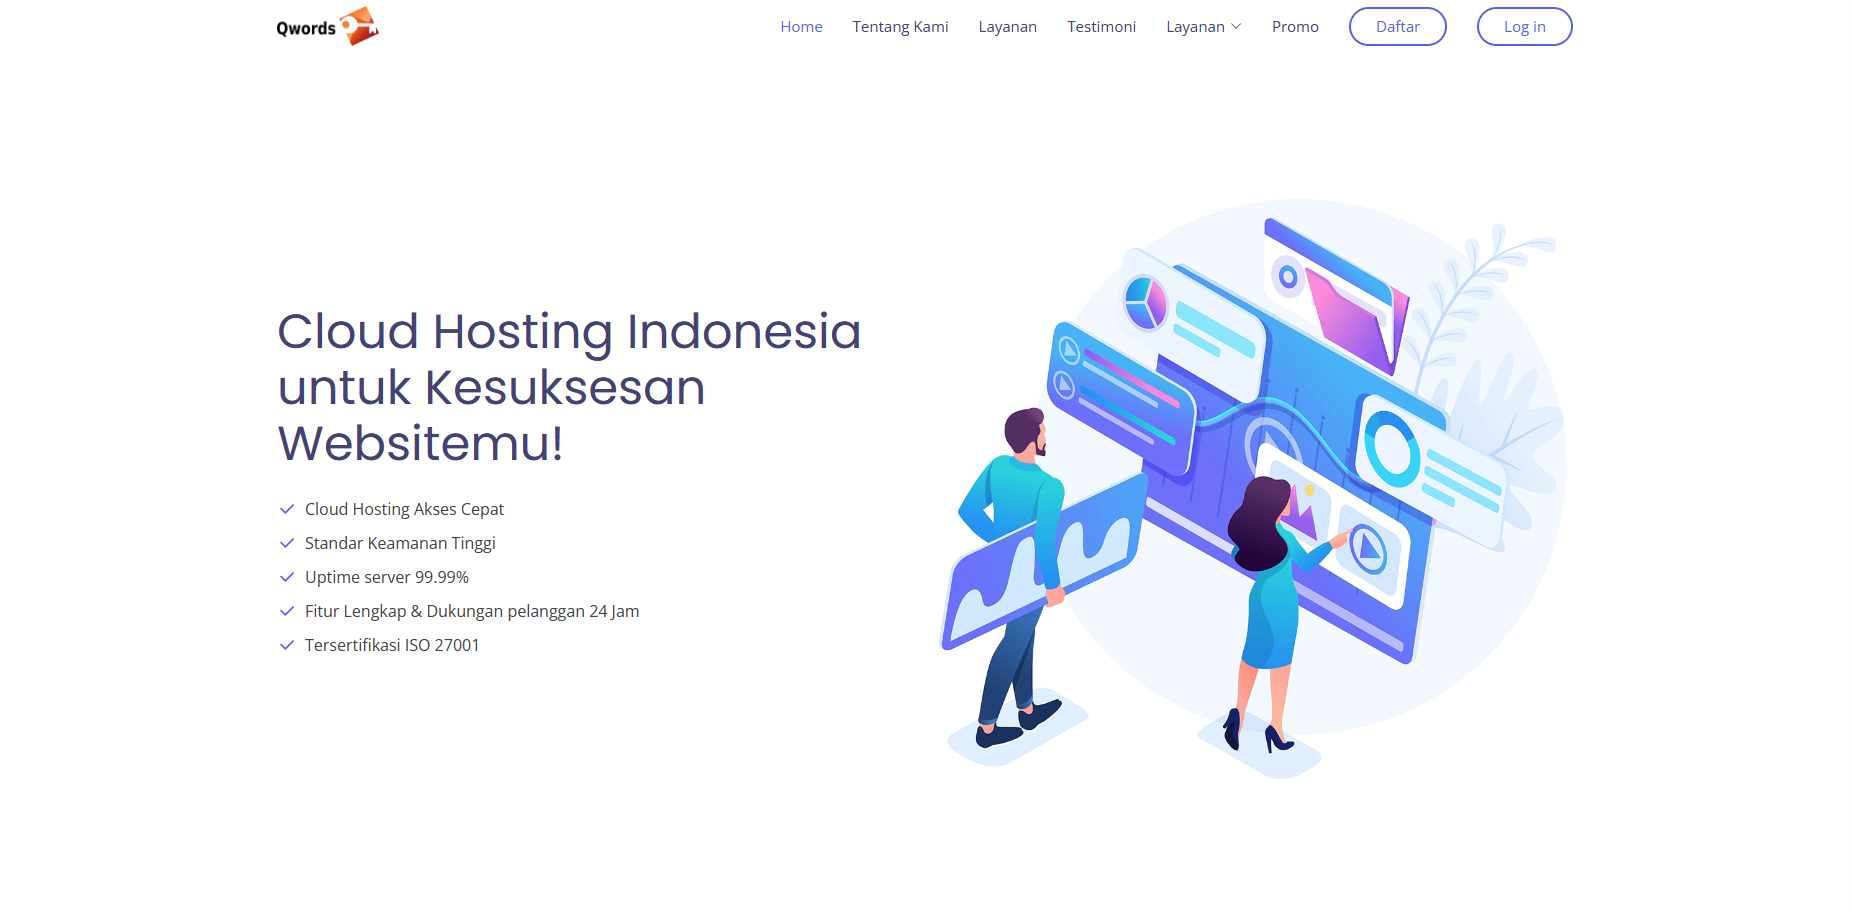 Qwords
Home Tentang Kami Layanan Testimoni Layanan Promo Daftar Log in
Cloud Hosting Indonesia
untuk Kesuksesan
Websitemu!
Cloud Hosting Akses Cepat
Standar Keamanan Tinggi
Uptime server 99.99%
Fitur Lengkap & Dukungan pelanggan 24 Jam
Tersertifikasi ISO 27001